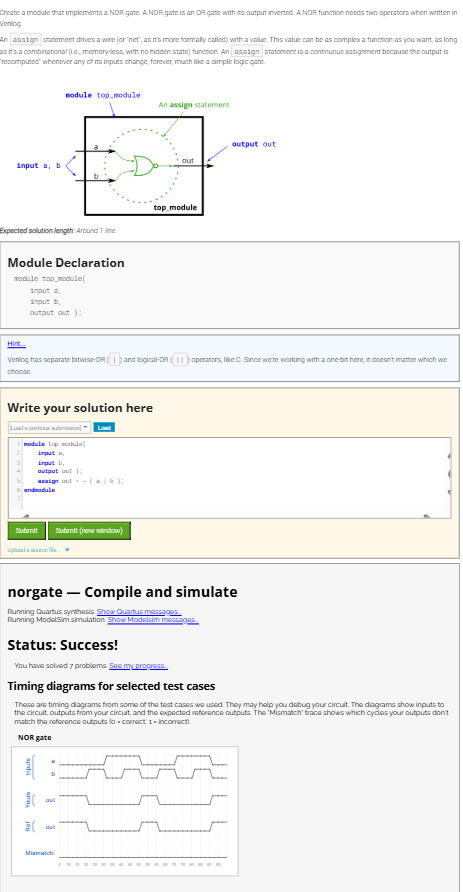 Create a module that implements a NOR gate. A NOR gate is an OR gate with its output inverted. A NOR function needs two operators when written in
Verilog.
An assign statement drives a wire (or "net", as it's more formally called) with a value. This value can be as complex a function as you want, as long
as it's a combinational (i.e., memory-less, with no hidden state) function. An assign statement is a continuous assignment because the output is
"recomputed" whenever any of its inputs change, forever, much like a simple logic gate.
module top_module
An assign statement
output out
a
out
input a, b
b
top_module
Expected solution length: Around 1 line.
Module Declaration
module top_module(
input a,
input b,
output out );
Hint...
Verilog has separate bitwise-OR ( | ) and logical-OR ( || ) operators, like C. Since we're working with a one-bit here, it doesn't matter which we
choose.
Write your solution here
[Load a previous submission] Load
1 module top_module(
2 input a,
3 input b,
4 output out );
5 assign out = ~ ( a | b );
6 endmodule
7
Submit Submit (new window)
Upload a source file...
norgate — Compile and simulate
Running Quartus synthesis. Show Quartus messages...
Running ModelSim simulation. Show Modelsim messages...
Status: Success!
You have solved 7 problems. See my progress...
Timing diagrams for selected test cases
These are timing diagrams from some of the test cases we used. They may help you debug your circuit. The diagrams show inputs
to the circuit, outputs from your circuit, and the expected reference outputs. The "Mismatch" trace shows which cycles your outputs don't
match the reference outputs (0 = correct, 1 = incorrect).
NOR gate
Inputs
a
b
Yours
out
Ref
out
Mismatch: